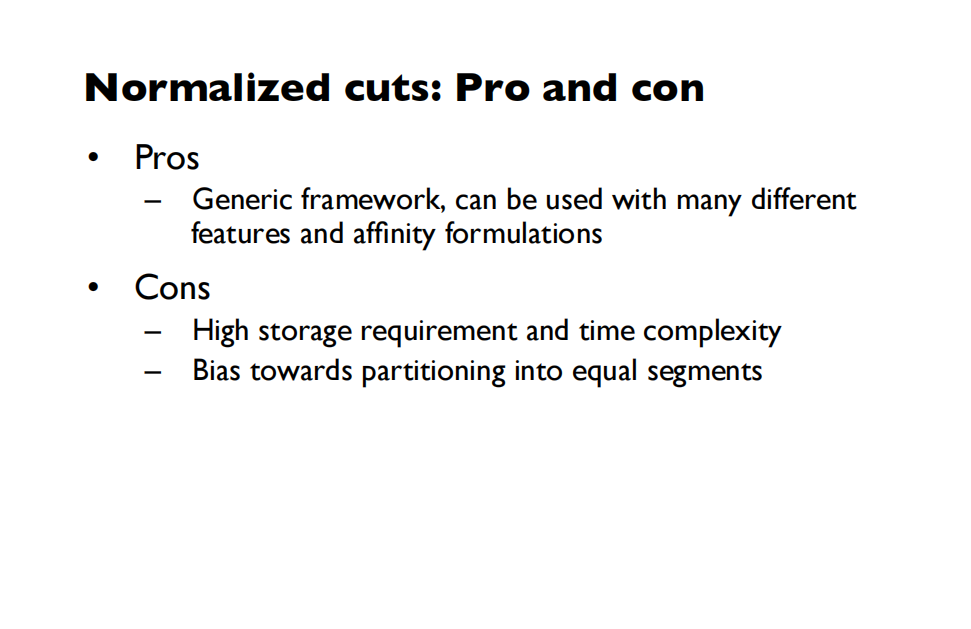 Normalized cuts: Pro and con
• Pros
– Generic framework, can be used with many different
features and affinity formulations
• Cons
– High storage requirement and time complexity
– Bias towards partitioning into equal segments